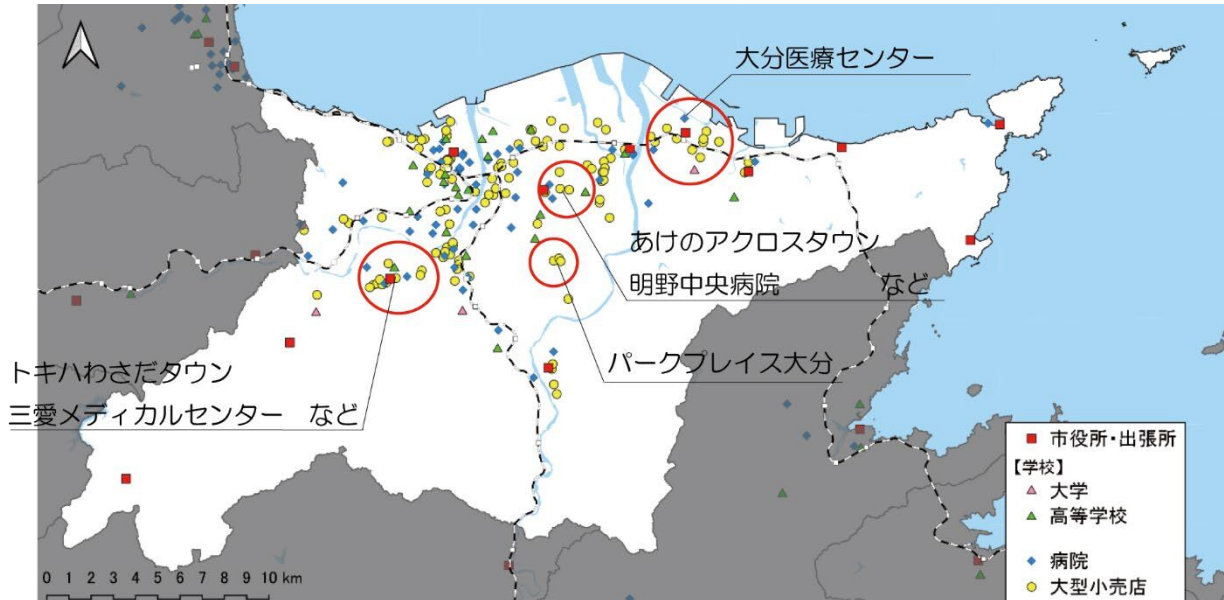 大分医療センター
あけのアクロスタウン
明野中央病院　など
パークプレイス大分
トキハわさだタウン
三愛メディカルセンター　など
市役所・出張所
【学校】
大学
高等学校
病院
大型小売店
0 1 2 3 4 5 6 7 8 9 10 km